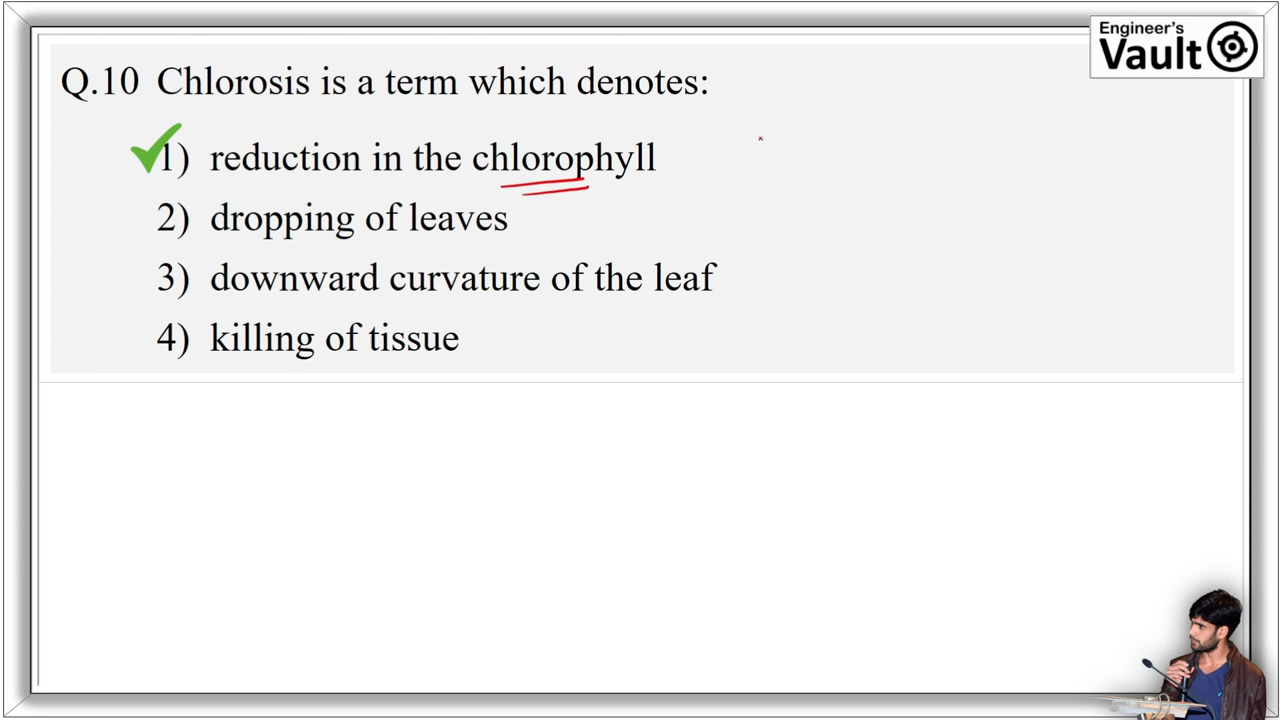 Engineer's
Vault
Q.10 Chlorosis is a term which denotes:
1) reduction in the chlorophyll
2) dropping of leaves
3) downward curvature of the leaf
4) killing of tissue